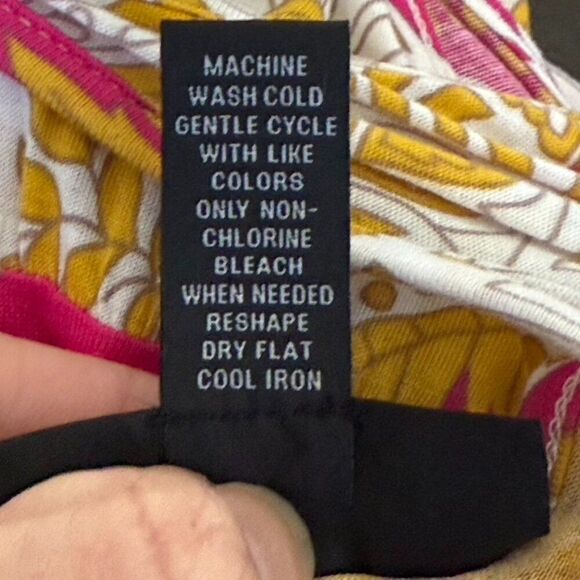 MACHINE
WASH COLD
GENTLE CYCLE
WITH LIKE
COLORS
ONLY NON-
CHLORINE
BLEACH
WHEN NEEDED
RESHAPE
DRY FLAT
COOL IRON